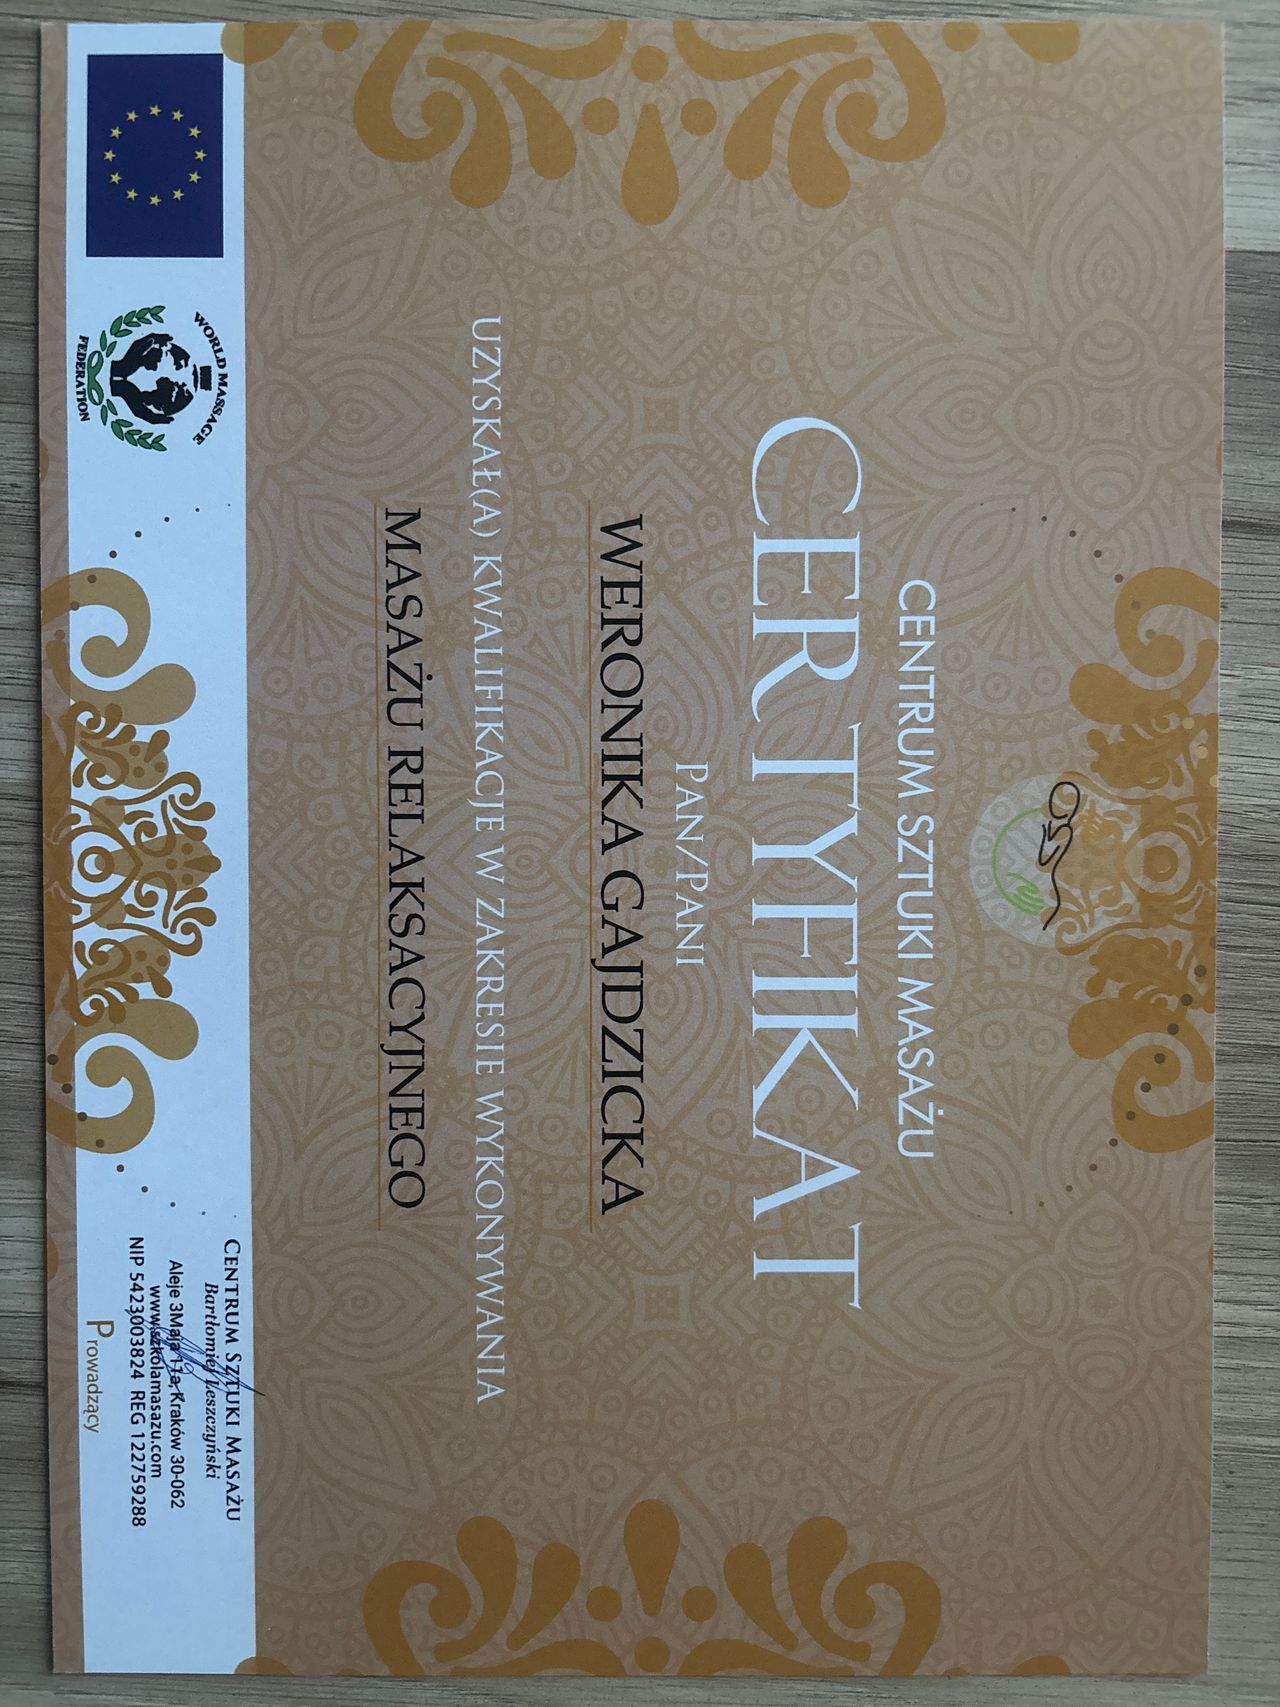 CENTRUM SZTUKI MASAŻU
CERTYFIKAT
PAN/PANI
WERONIKA GAJDZICKA
UZYSKAŁ(A) KWALIFIKACJE W ZAKRESIE WYKONYWANIA
MASAŻU RELAKSACYJNEGO
WORLD MASSAGE
FEDERATION
CENTRUM SZTUKI MASAŻU
Bartłomiej Leszczyński
Aleje 3Maja 11a, Kraków 30-062
www.szkolamasazu.com
NIP 5423003824 REG 122759288
Prowadzący